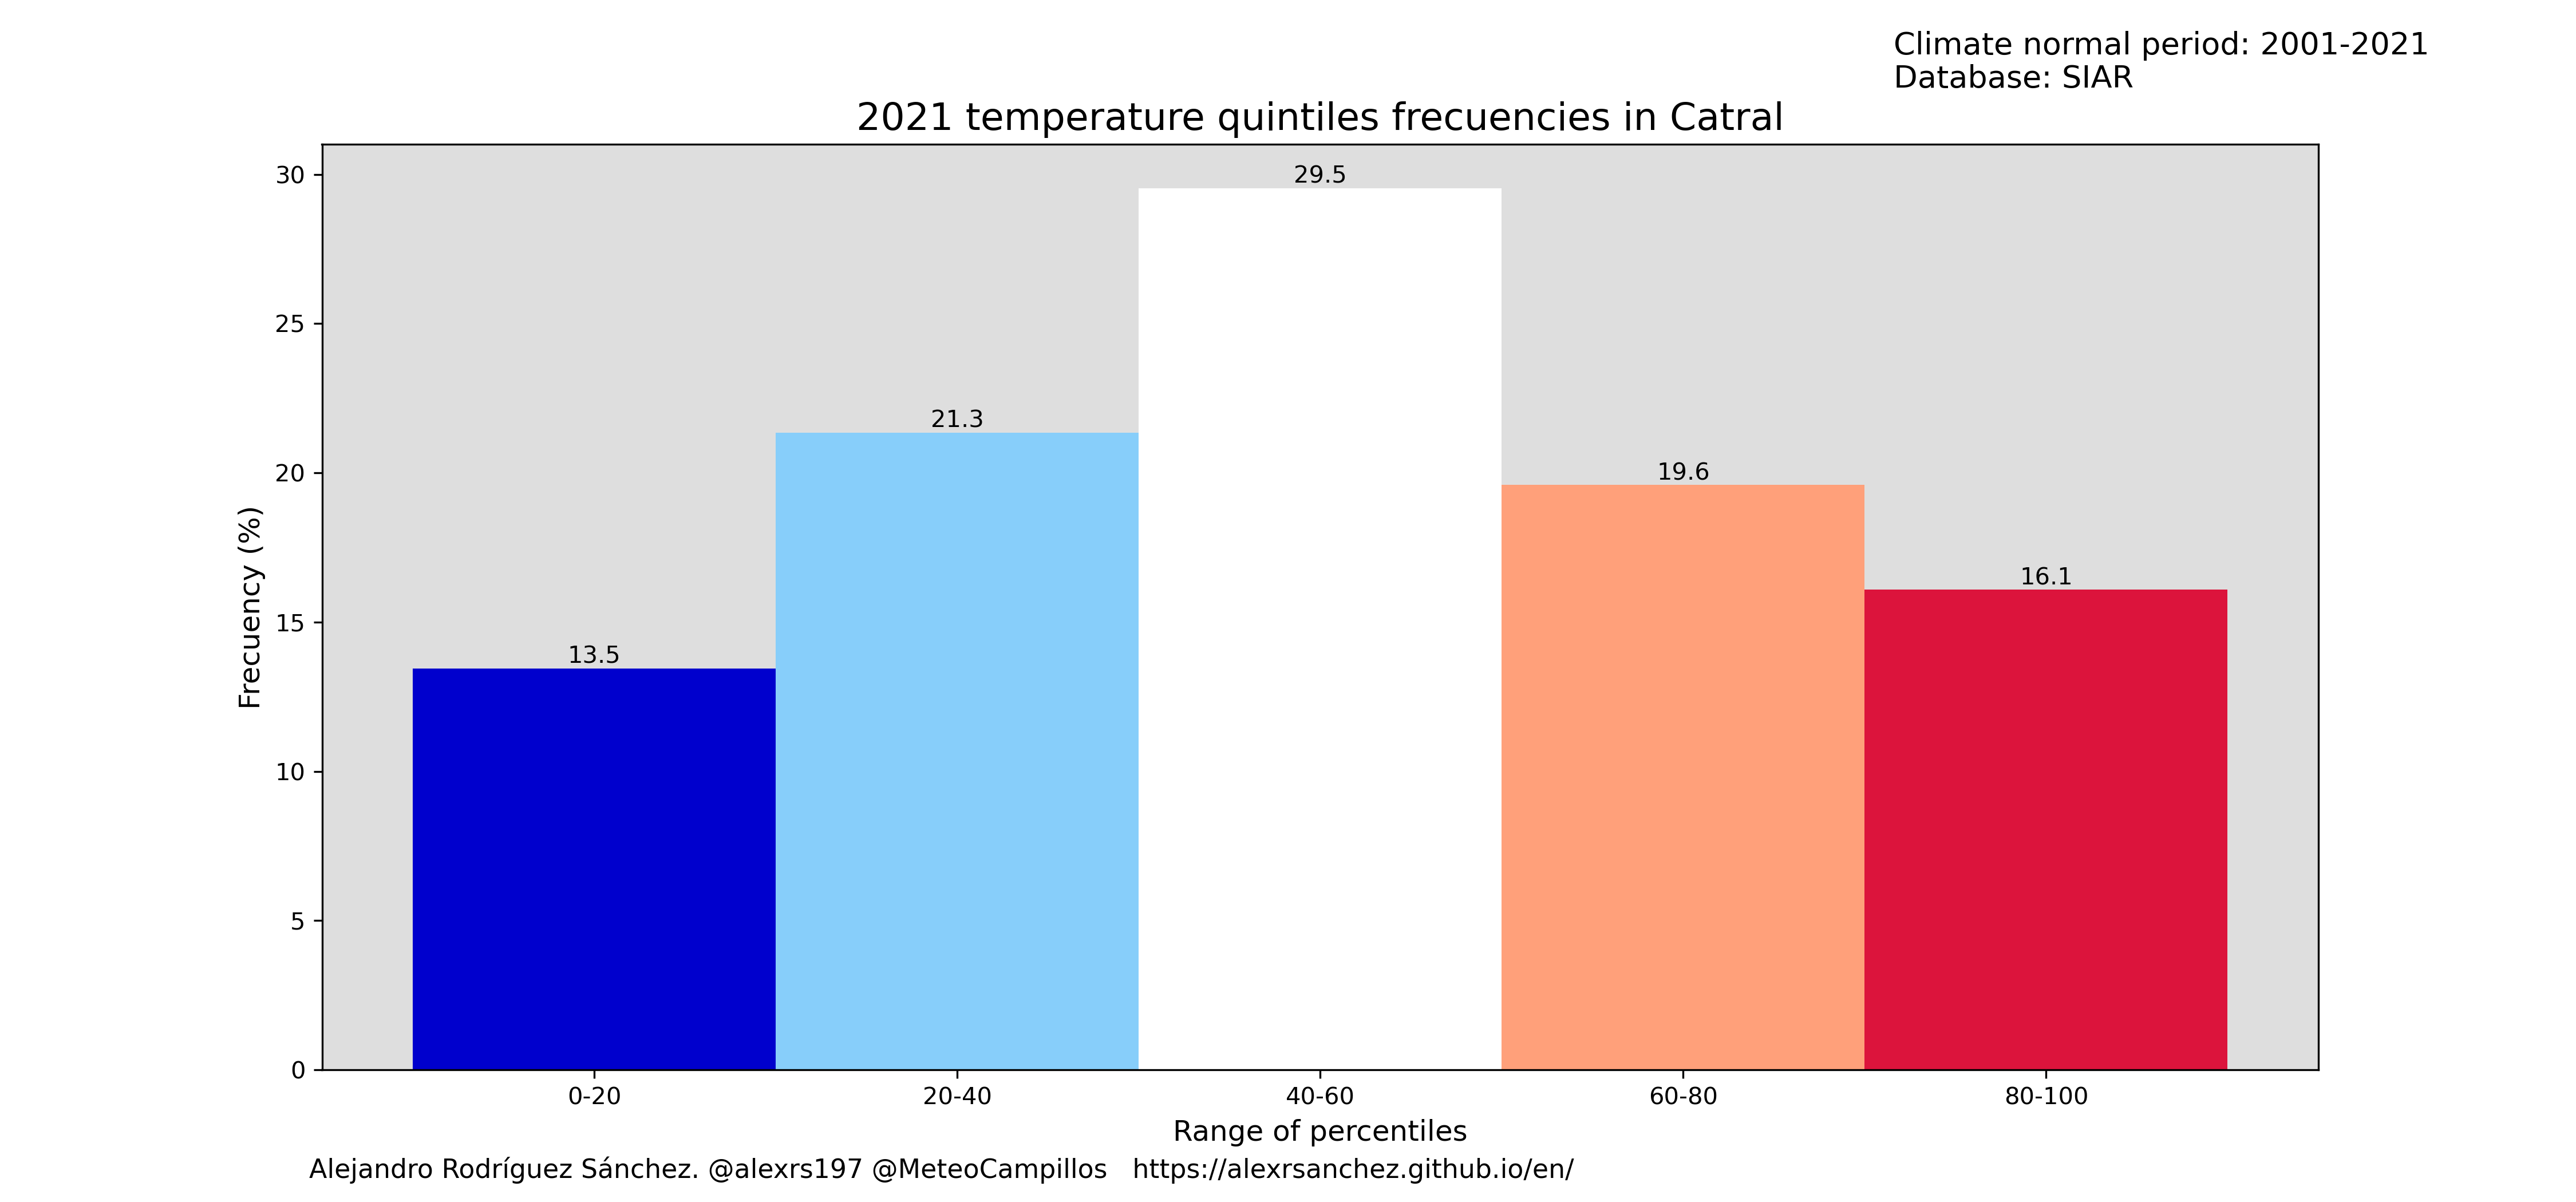 Climate normal period: 2001-2021
Database: SIAR
2021 temperature quintiles frecuencies in Catral
30
25
20
15
10
5
0
Frecuency (%)
13.5
21.3
29.5
19.6
16.1
0-20
20-40
40-60
60-80
80-100
Range of percentiles
Alejandro Rodríguez Sánchez. @alexrs197 @MeteoCampillos https://alexrsanchez.github.io/en/